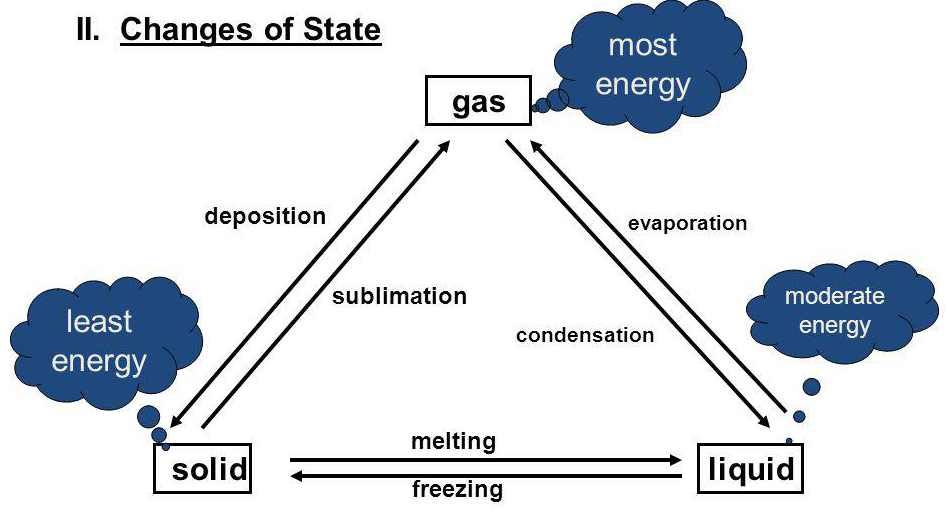 II. Changes of State
most
energy
gas
deposition
evaporation
sublimation
condensation
least
energy
moderate
energy
solid
melting
freezing
liquid